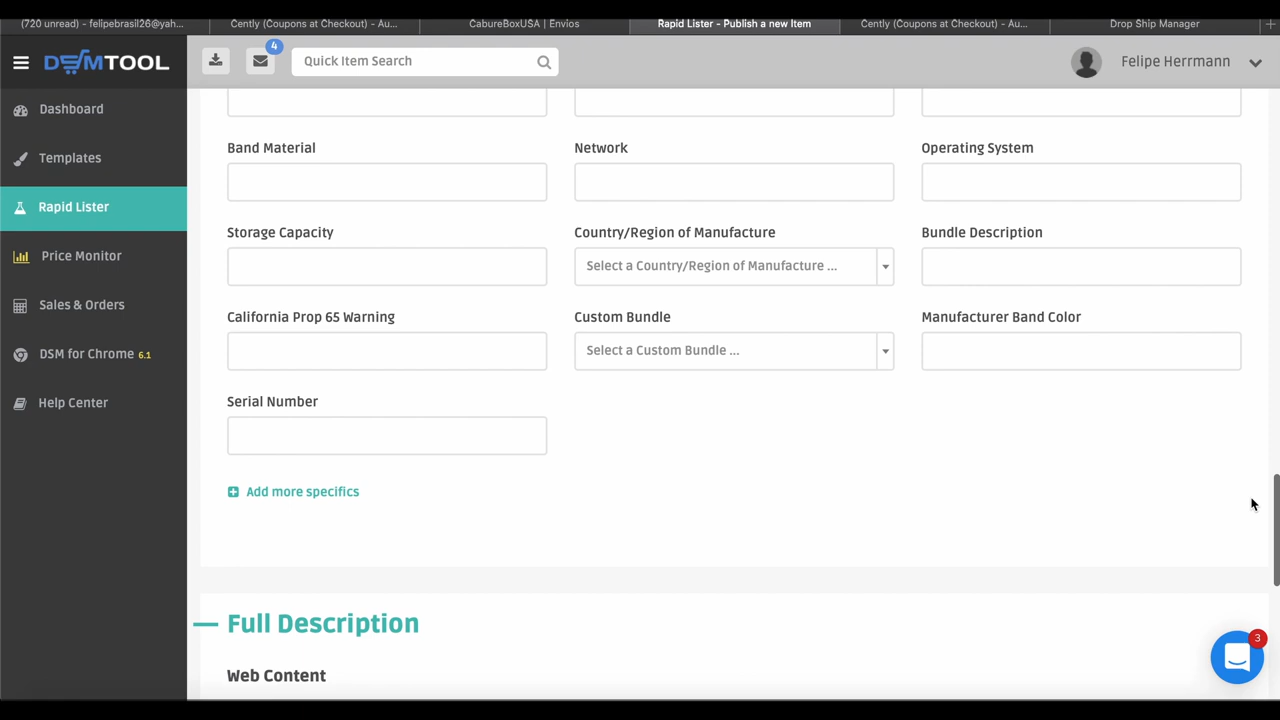 (720 unread) - felipebrasil26@yah...
Cently (Coupons at Checkout) - Au...
CabureBoxUSA | Envios
Rapid Lister - Publish a new Item
Cently (Coupons at Checkout) - Au...
Drop Ship Manager
DSMTOOL
4
Quick Item Search
Felipe Herrmann
Dashboard
Templates
Rapid Lister
Price Monitor
Sales & Orders
DSM for Chrome 6.1
Help Center
Band Material
Network
Operating System
Storage Capacity
Country/Region of Manufacture
Bundle Description
Select a Country/Region of Manufacture ...
California Prop 65 Warning
Custom Bundle
Manufacturer Band Color
Select a Custom Bundle ...
Serial Number
Add more specifics
Full Description
Web Content
3